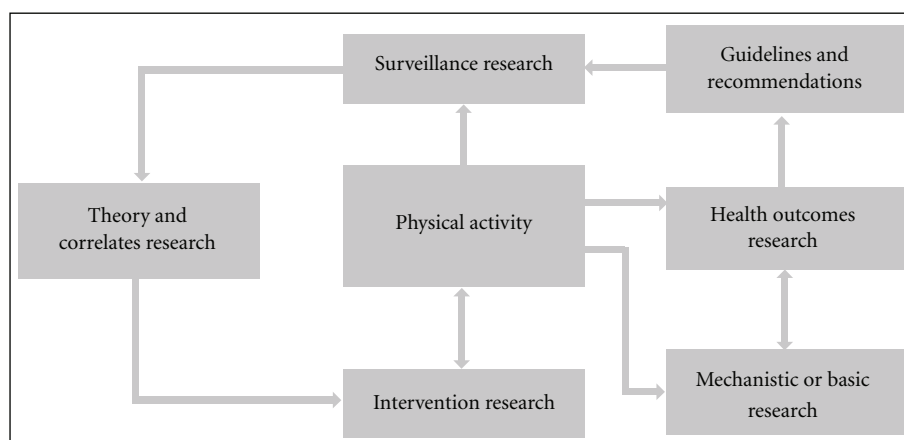 Surveillance research
Guidelines and
recommendations
Theory and
correlates research
Physical activity
Health outcomes
research
Intervention research
Mechanistic or basic
research